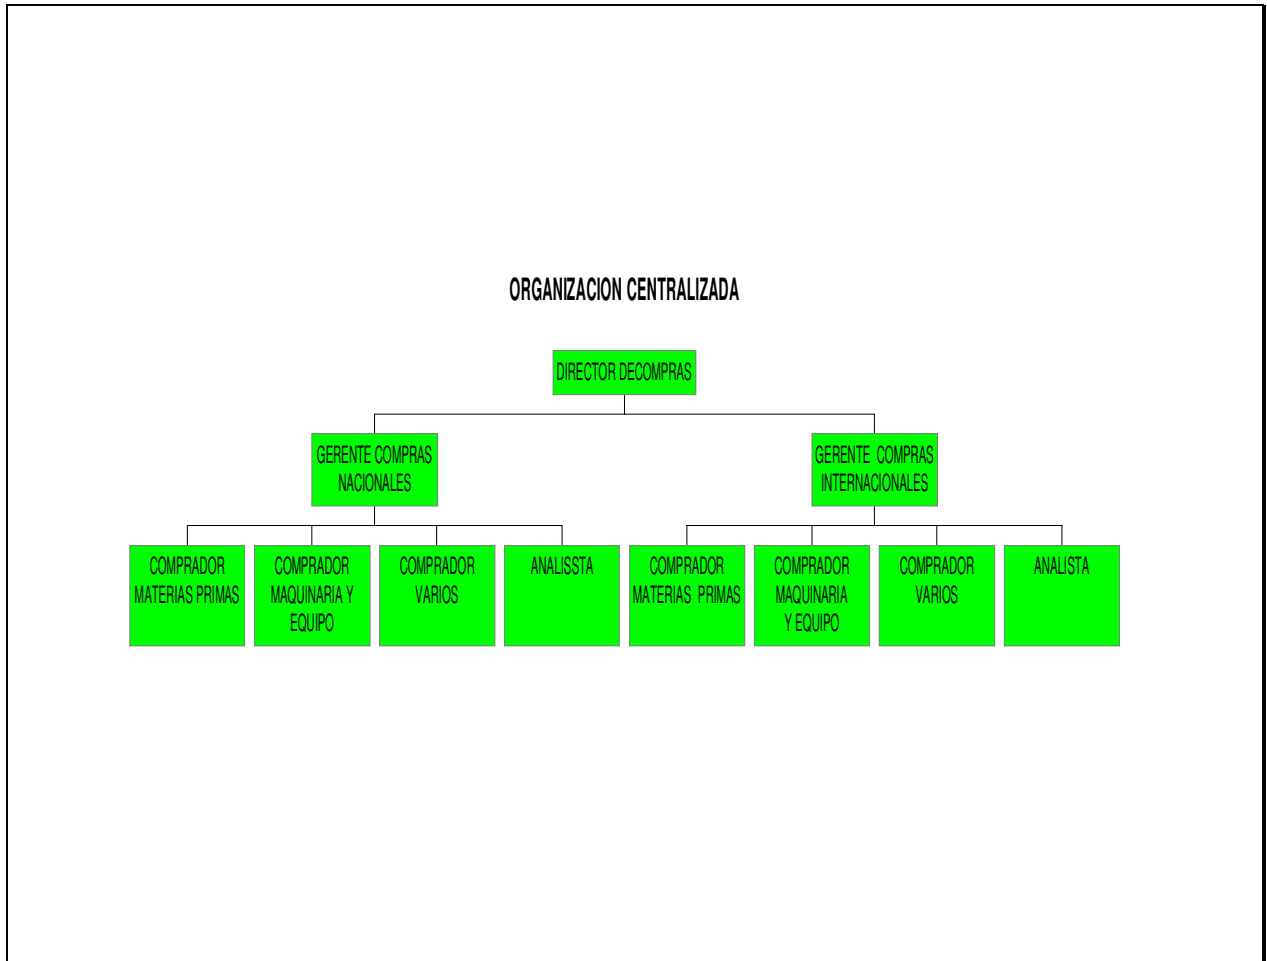 ORGANIZACION CENTRALIZADA
DIRECTOR DECOMPRAS
GERENTE COMPRAS
NACIONALES
GERENTE COMPRAS
INTERNACIONALES
COMPRADOR
MATERIAS PRIMAS
COMPRADOR
MAQUINARIA Y
EQUIPO
COMPRADOR
VARIOS
ANALISSTA
COMPRADOR
MATERIAS PRIMAS
COMPRADOR
MAQUINARIA
Y EQUIPO
COMPRADOR
VARIOS
ANALISTA